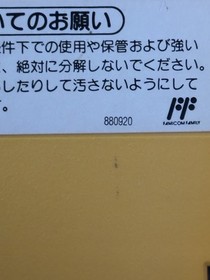 いてのお願い
件下での使用や保管および強い
、絶対に分解しないでください。
したりして汚さないようにして
す。
880920
FAMICOM FAMILY